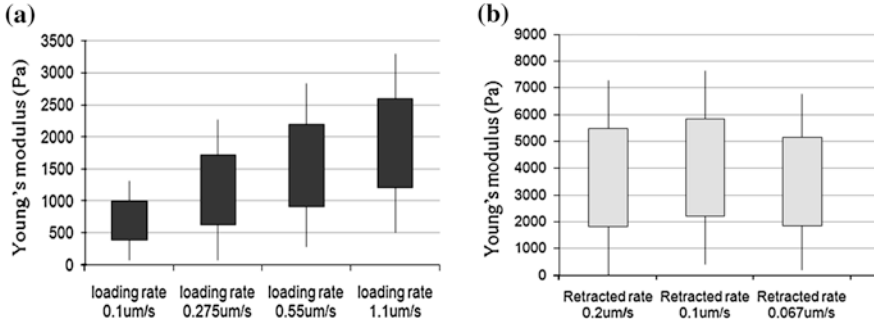 (a)
Young's modulus (Pa)
3500
3000
2500
2000
1500
1000
500
0
loading rate
0.1um/s
loading rate
0.275um/s
loading rate
0.55um/s
loading rate
1.1um/s
(b)
Young's modulus (Pa)
9000
8000
7000
6000
5000
4000
3000
2000
1000
0
Retracted rate
0.2um/s
Retracted rate
0.1um/s
Retracted rate
0.067um/s